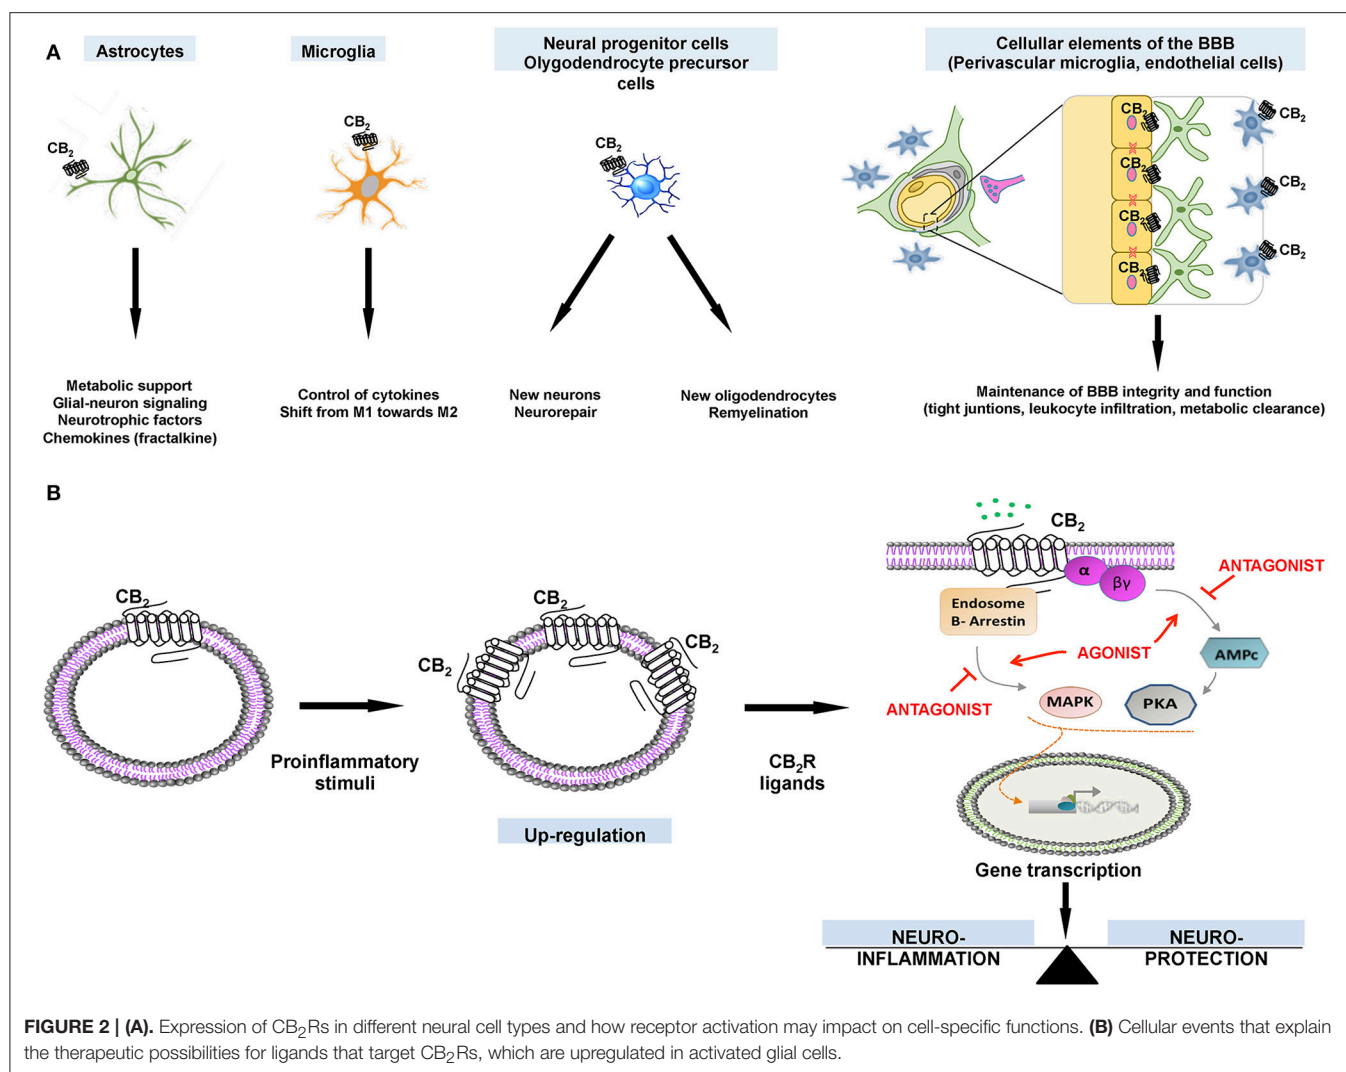 A
Astrocytes
Microglia
Neural progenitor cells
Olygodendrocyte precursor
cells
Cellular elements of the BBB
(Perivascular microglia, endothelial cells)
CB2
CB2
CB2
CB2
CB2
CB2
CB2
CB2
CB2
CB2
Metabolic support
Glial-neuron signaling
Neurotrophic factors
Chemokines (fractalkine)
Control of cytokines
Shift from M1 towards M2
New neurons
Neurorepair
New oligodendrocytes
Remyelination
Maintenance of BBB integrity and function
(tight juntions, leukocyte infiltration, metabolic clearance)
B
CB2
Proinflammatory
stimuli
CB2
CB2
CB2
Up-regulation
CB2R
ligands
CB2
α
βγ
Endosome
B- Arrestin
ANTAGONIST
AGONIST
ANTAGONIST
AMPc
MAPK
PKA
Gene transcription
NEURO-
INFLAMMATION
NEURO-
PROTECTION
FIGURE 2 | (A). Expression of CB2Rs in different neural cell types and how receptor activation may impact on cell-specific functions. (B) Cellular events that explain
the therapeutic possibilities for ligands that target CB2Rs, which are upregulated in activated glial cells.